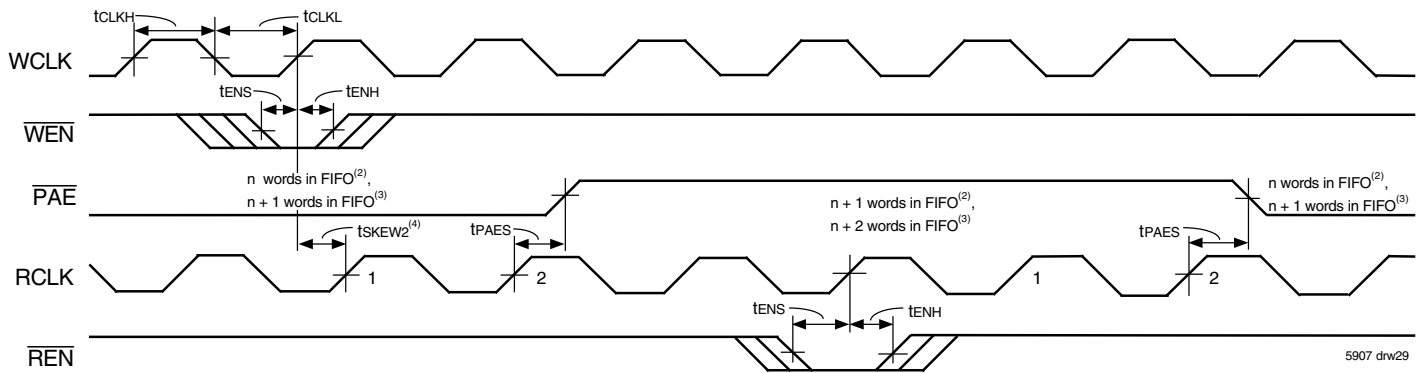 tCLKH
tCLKL
WCLK
tENS
tENH
WEN
n words in FIFO(2),
n + 1 words in FIFO(3)
PAE
n + 1 words in FIFO(2),
n + 2 words in FIFO(3)
n words in FIFO(2),
n + 1 words in FIFO(3)
tSKEW2(4)
tPAES
tPAES
RCLK
1
2
1
2
tENS
tENH
REN
5907 drw29